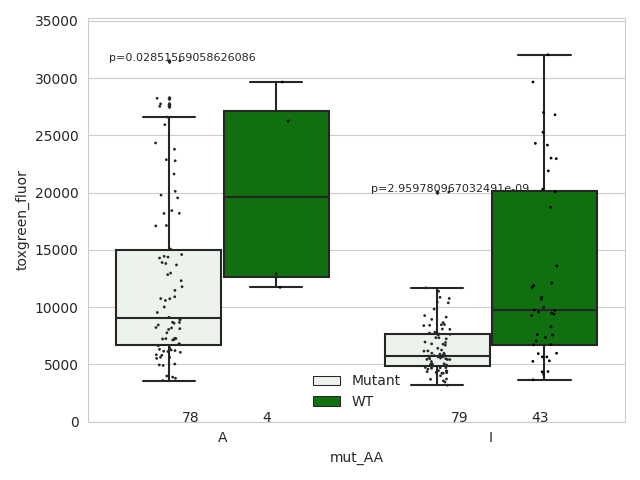 35000
p=0.02851569058626086
30000
25000
20000
p=2.959780967032491e-09
15000
10000
5000
0
toxgreen_fluor
Mutant
WT
78
4
79
43
A
I
mut_AA